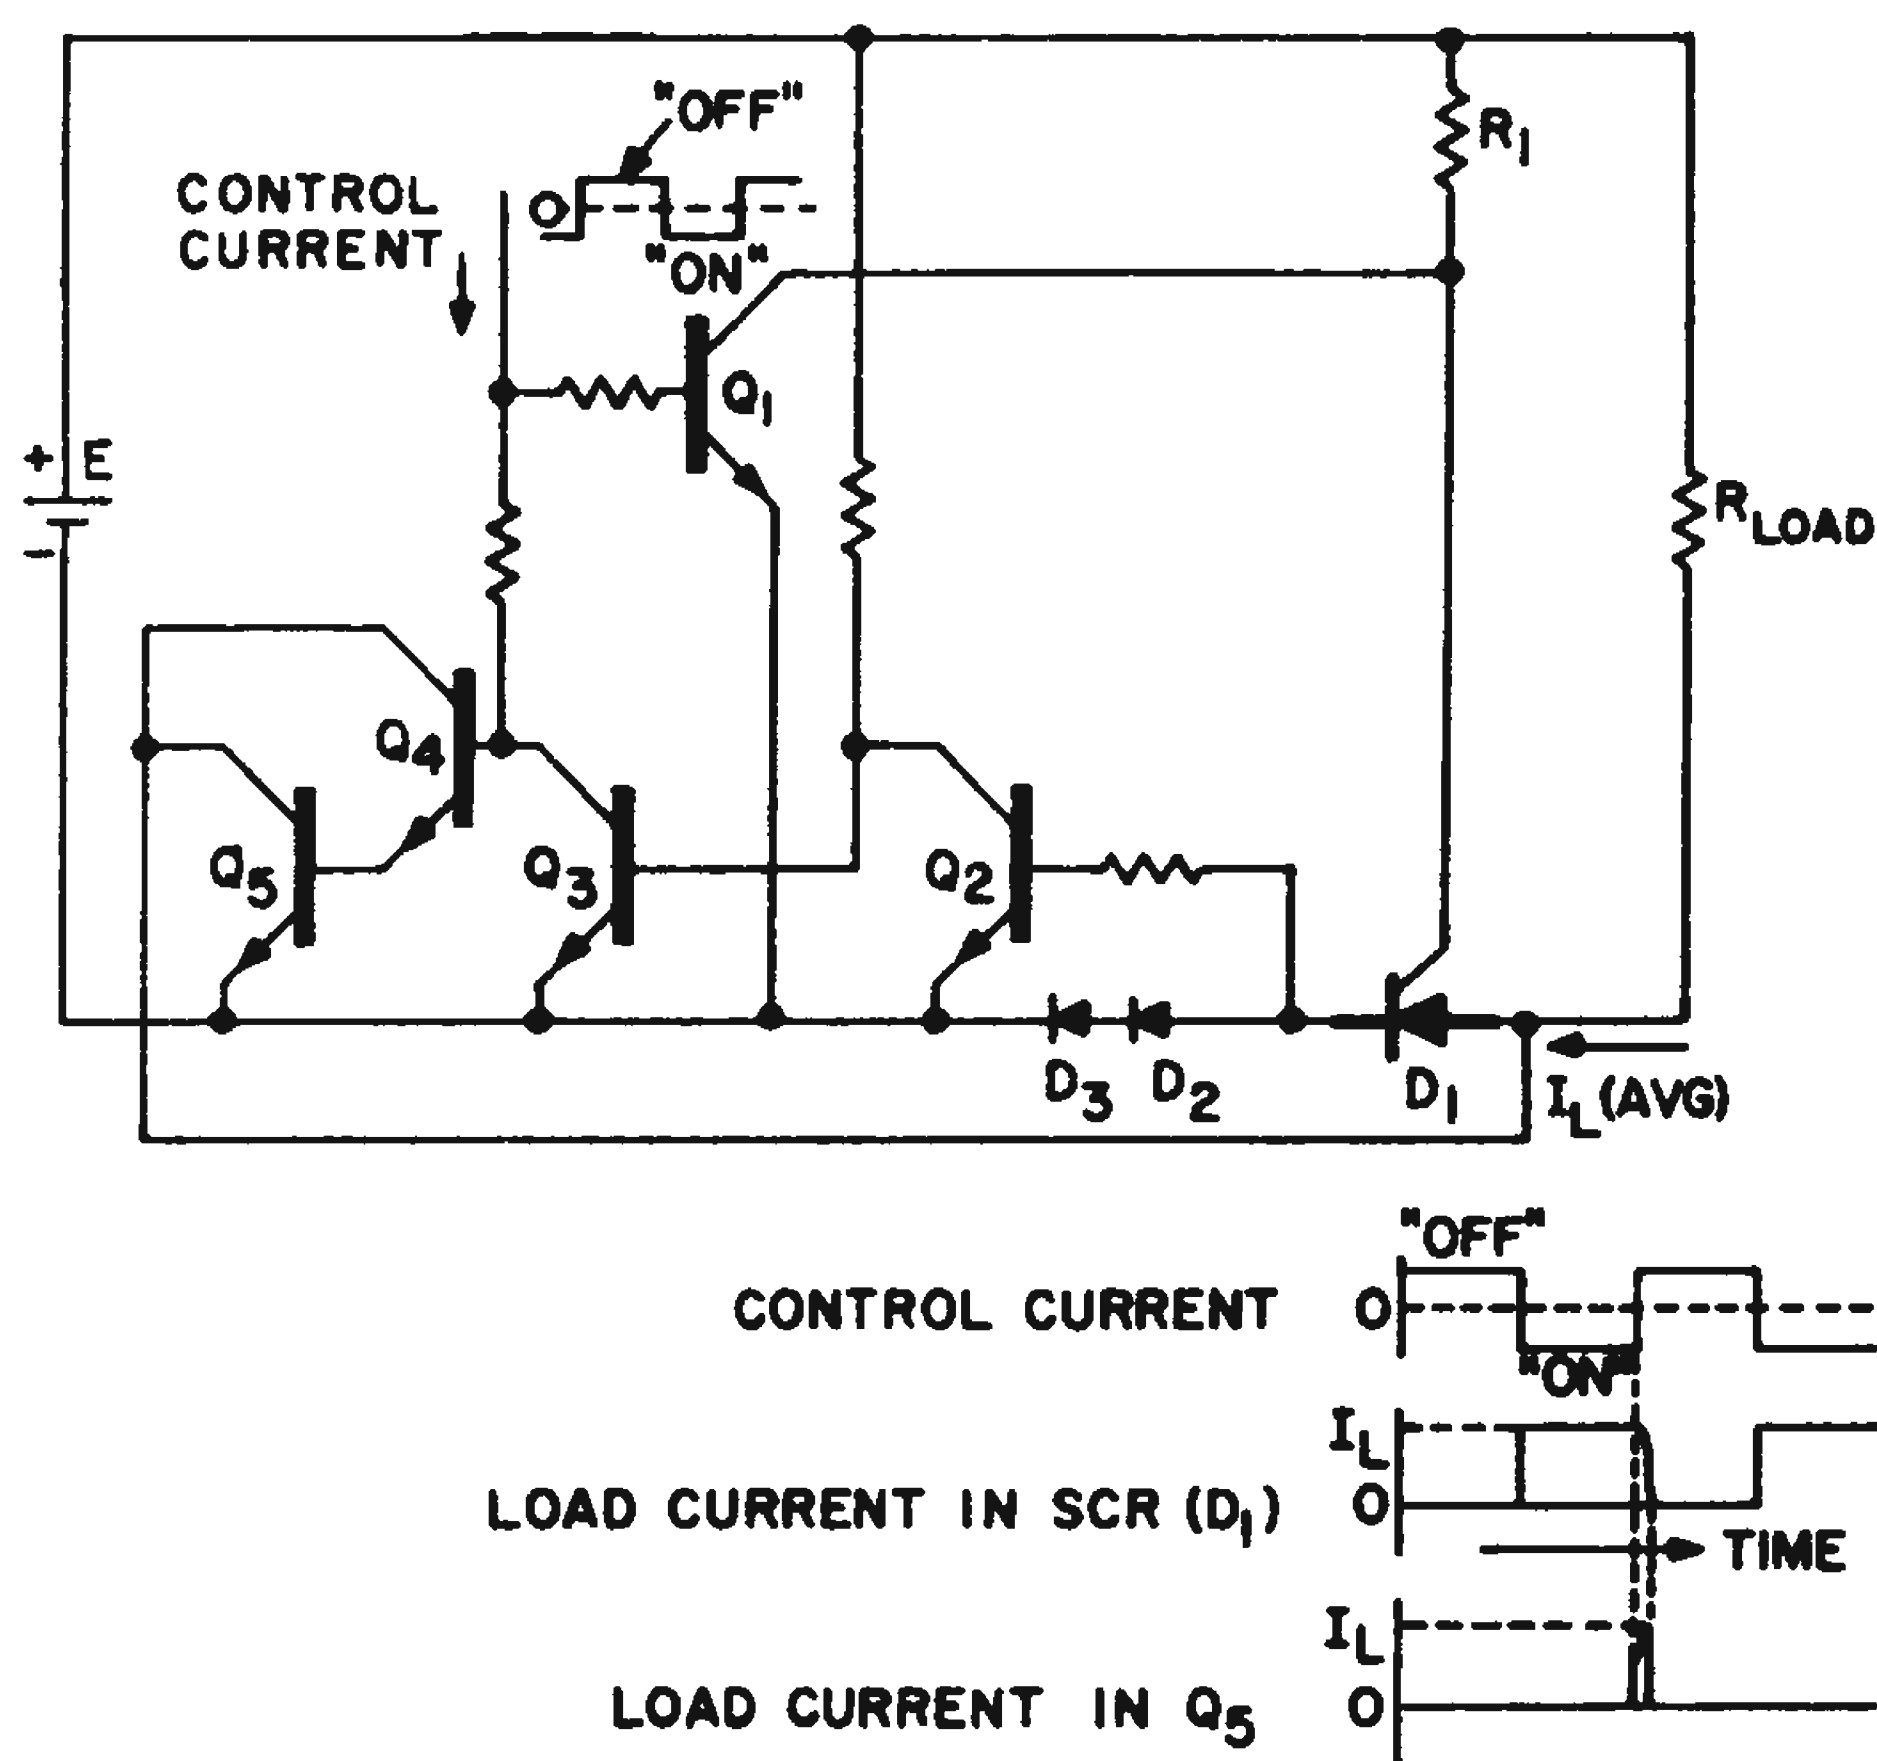 "OFF"
R1
CONTROL
CURRENT
O
"ON"
Q1
+ E
-
RLOAD
Q4
Q5
Q3
Q2
D3
D2
D1
IL(AVG)
"OFF"
CONTROL CURRENT O
"ON"
IL
LOAD CURRENT IN SCR (D1) O
TIME
IL
LOAD CURRENT IN Q5 O